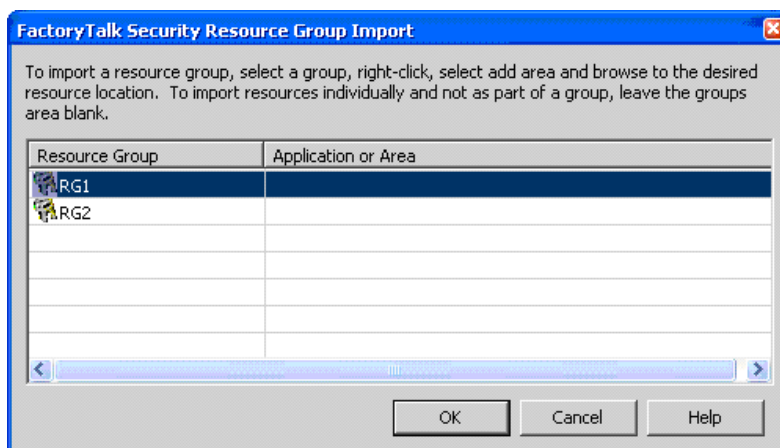 FactoryTalk Security Resource Group Import
To import a resource group, select a group, right-click, select add area and browse to the desired
resource location.  To import resources individually and not as part of a group, leave the groups
area blank.
Resource Group Application or Area
RG1
RG2
OK Cancel Help